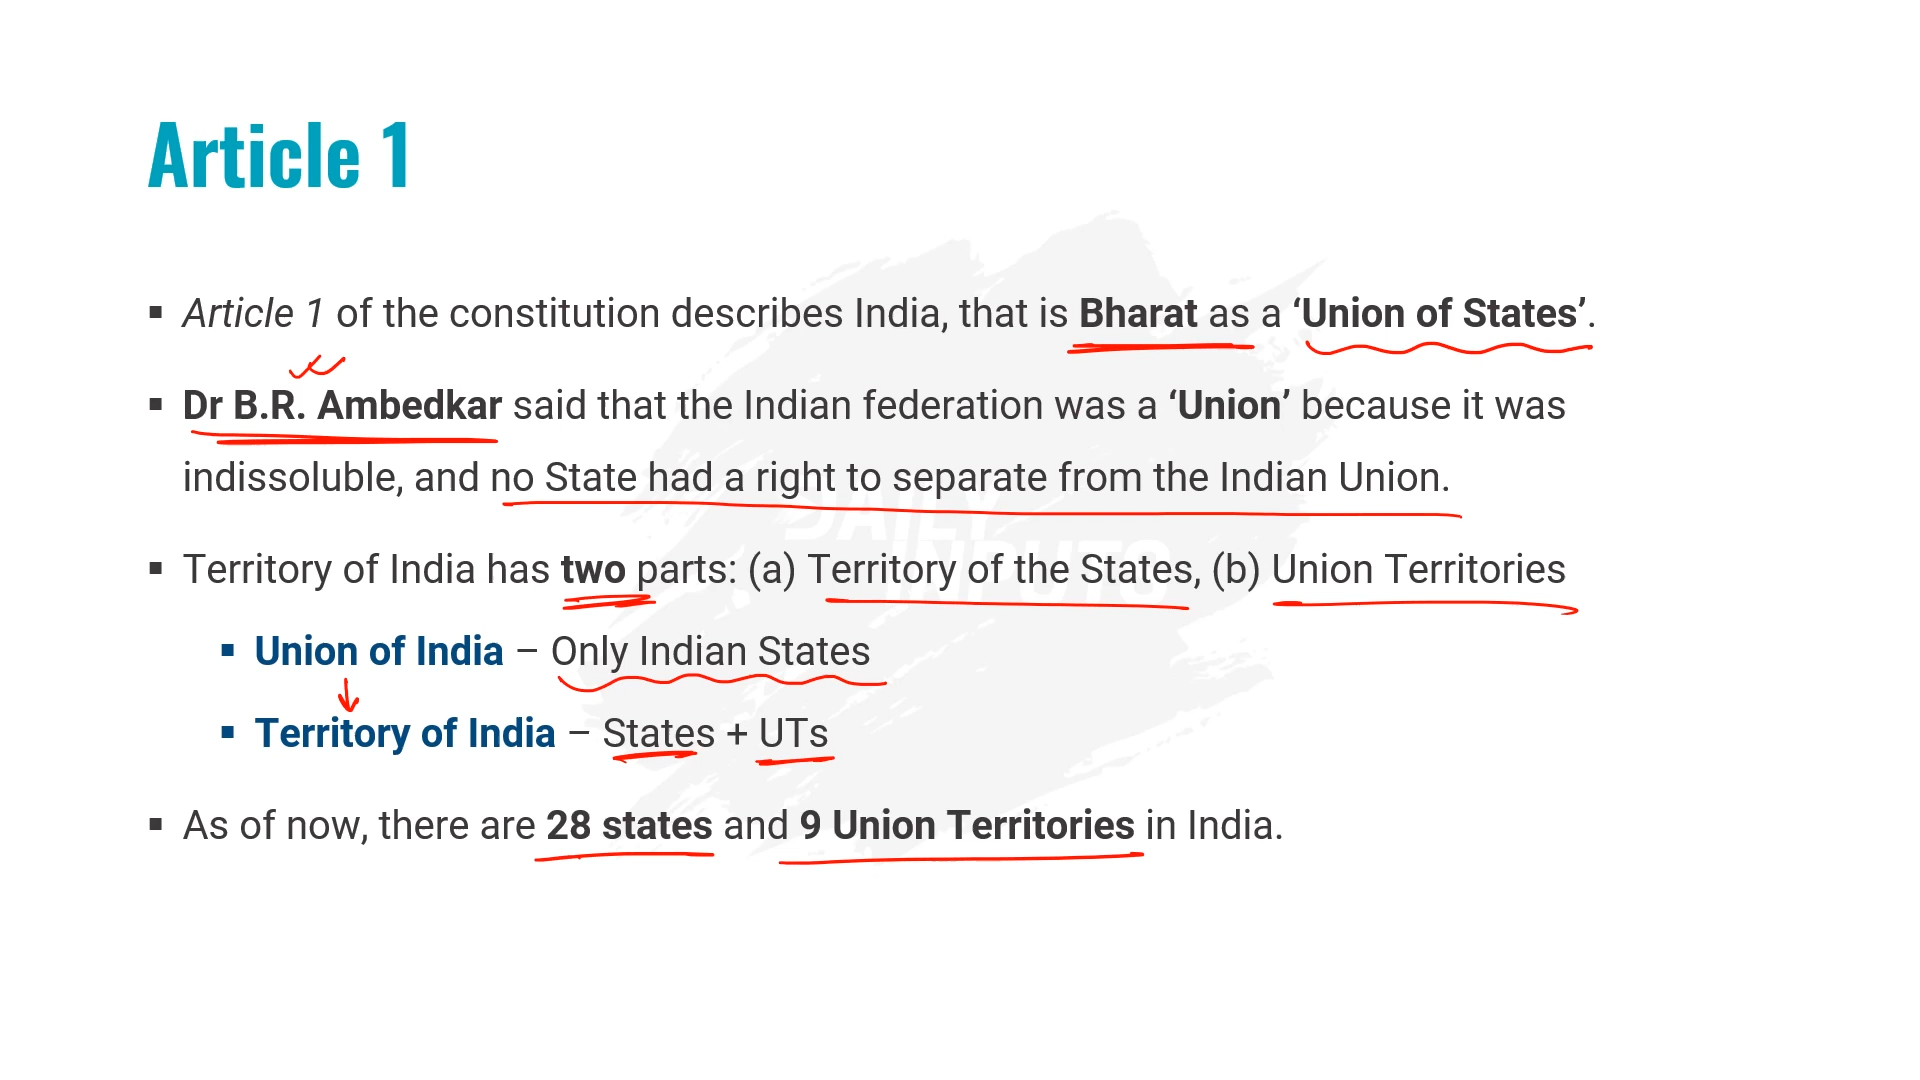 Article 1
▪ Article 1 of the constitution describes India, that is Bharat as a ‘Union of States’.
▪ Dr B.R. Ambedkar said that the Indian federation was a ‘Union’ because it was
indissoluble, and no State had a right to separate from the Indian Union.
▪ Territory of India has two parts: (a) Territory of the States, (b) Union Territories
▪ Union of India – Only Indian States
▪ Territory of India – States + UTs
▪ As of now, there are 28 states and 9 Union Territories in India.
DAILY
INPUTS